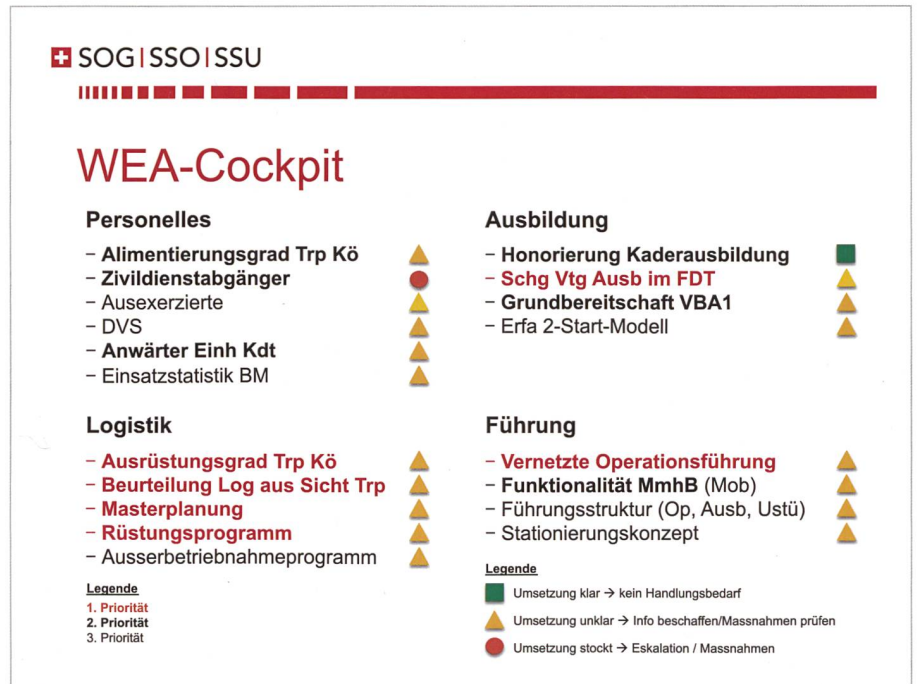 SOG|SSO|SSU
WEA-Cockpit
Personelles
– Alimentierungsgrad Trp Kö
– Zivildienstabgänger
– Ausexerzierte
– DVS
– Anwärter Einh Kdt
– Einsatzstatistik BM
Ausbildung
– Honorierung Kaderausbildung
– Schg Vtg Ausb im FDT
– Grundbereitschaft VBA1
– Erfa 2-Start-Modell
Logistik
– Ausrüstungsgrad Trp Kö
– Beurteilung Log aus Sicht Trp
– Masterplanung
– Rüstungsprogramm
– Ausserbetriebnahmeprogramm
Legende
1. Priorität
2. Priorität
3. Priorität
Führung
– Vernetzte Operationsführung
– Funktionalität MmhB (Mob)
– Führungsstruktur (Op, Ausb, Ustü)
– Stationierungskonzept
Legende
Umsetzung klar → kein Handlungsbedarf
Umsetzung unklar → Info beschaffen/Massnahmen prüfen
Umsetzung stockt → Eskalation / Massnahmen